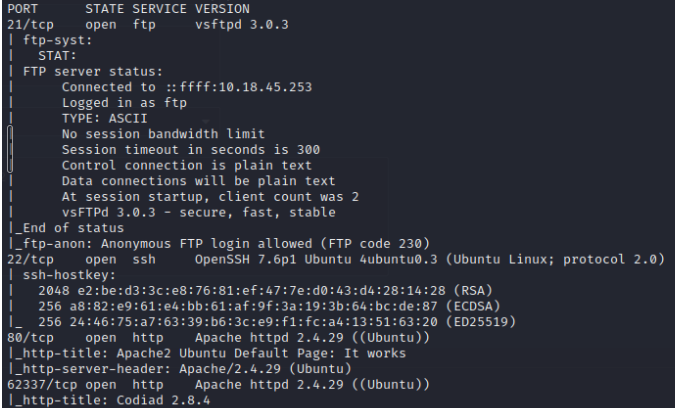 PORT STATE SERVICE VERSION
21/tcp open ftp vsftpd 3.0.3
| ftp-syst:
| STAT:
| FTP server status:
| Connected to ::ffff:10.18.45.253
| Logged in as ftp
| TYPE: ASCII
| No session bandwidth limit
| Session timeout in seconds is 300
| Control connection is plain text
| Data connections will be plain text
| At session startup, client count was 2
| vsFTPd 3.0.3 - secure, fast, stable
|_End of status
|_ftp-anon: Anonymous FTP login allowed (FTP code 230)
22/tcp open ssh OpenSSH 7.6p1 Ubuntu 4ubuntu0.3 (Ubuntu Linux; protocol 2.0)
| ssh-hostkey:
| 2048 e2:be:d3:3c:e8:76:81:ef:47:7e:d0:43:d4:28:14:28 (RSA)
| 256 a8:82:e9:61:e4:bb:61:af:9f:3a:19:3b:64:bc:de:87 (ECDSA)
|_ 256 24:46:75:a7:63:39:b6:3c:e9:f1:fc:a4:13:51:63:20 (ED25519)
80/tcp open http Apache httpd 2.4.29 ((Ubuntu))
|_http-title: Apache2 Ubuntu Default Page: It works
|_http-server-header: Apache/2.4.29 (Ubuntu)
62337/tcp open http Apache httpd 2.4.29 ((Ubuntu))
|_http-title: Codiad 2.8.4